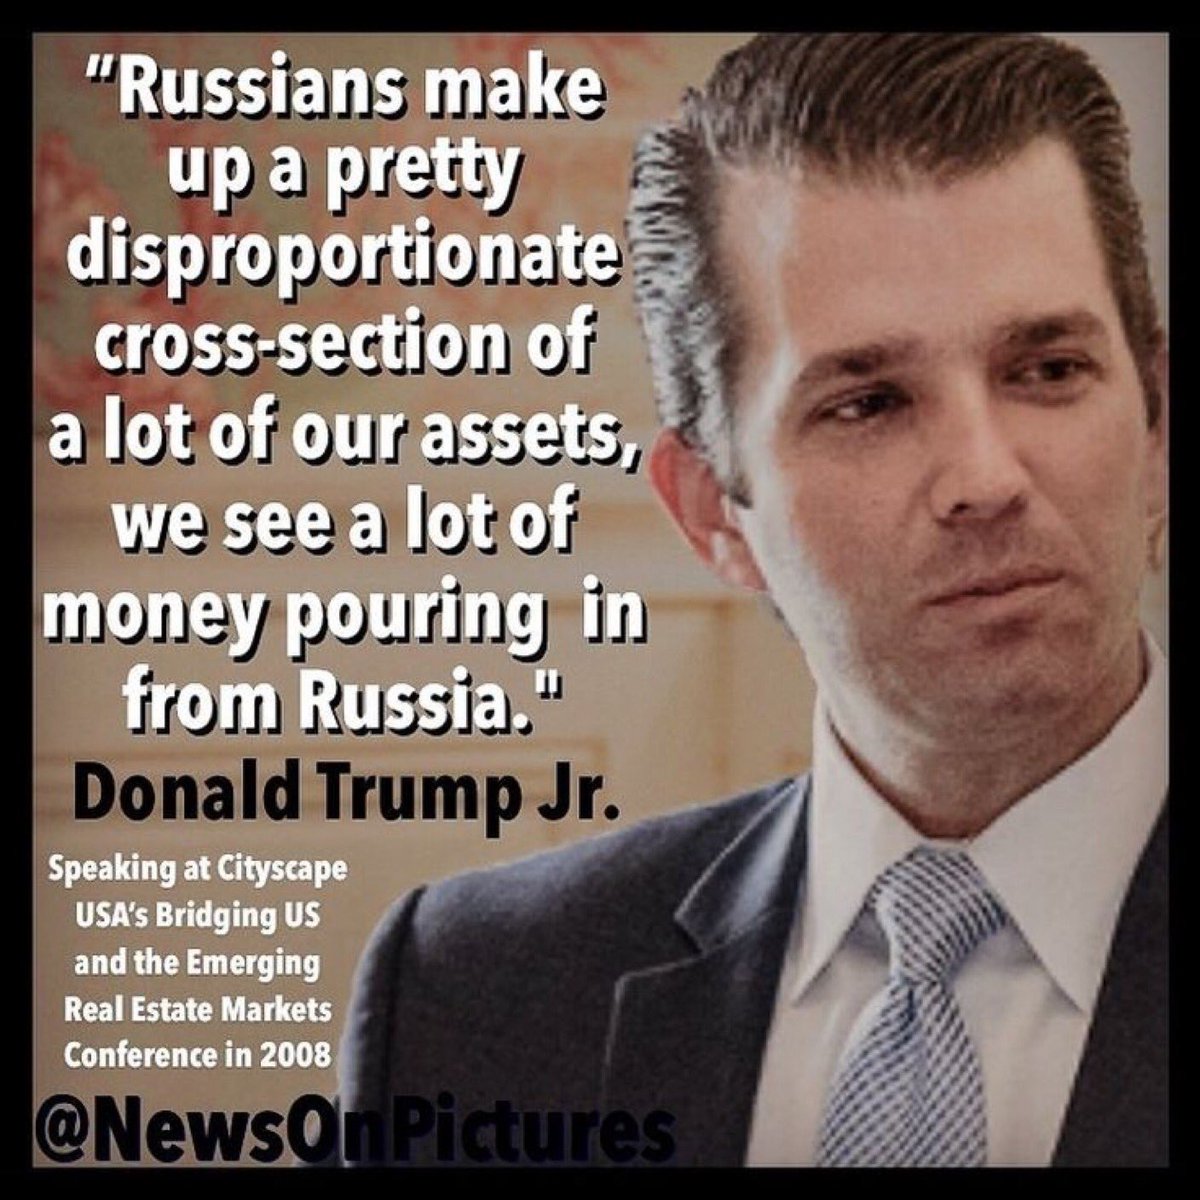 "Russians make
up a pretty
disproportionate
cross-section of
a lot of our assets,
we see a lot of
money pouring in
from Russia."
Donald Trump Jr.
Speaking at Cityscape
USA's Bridging US
and the Emerging
Real Estate Markets
Conference in 2008
@NewsOnPictures